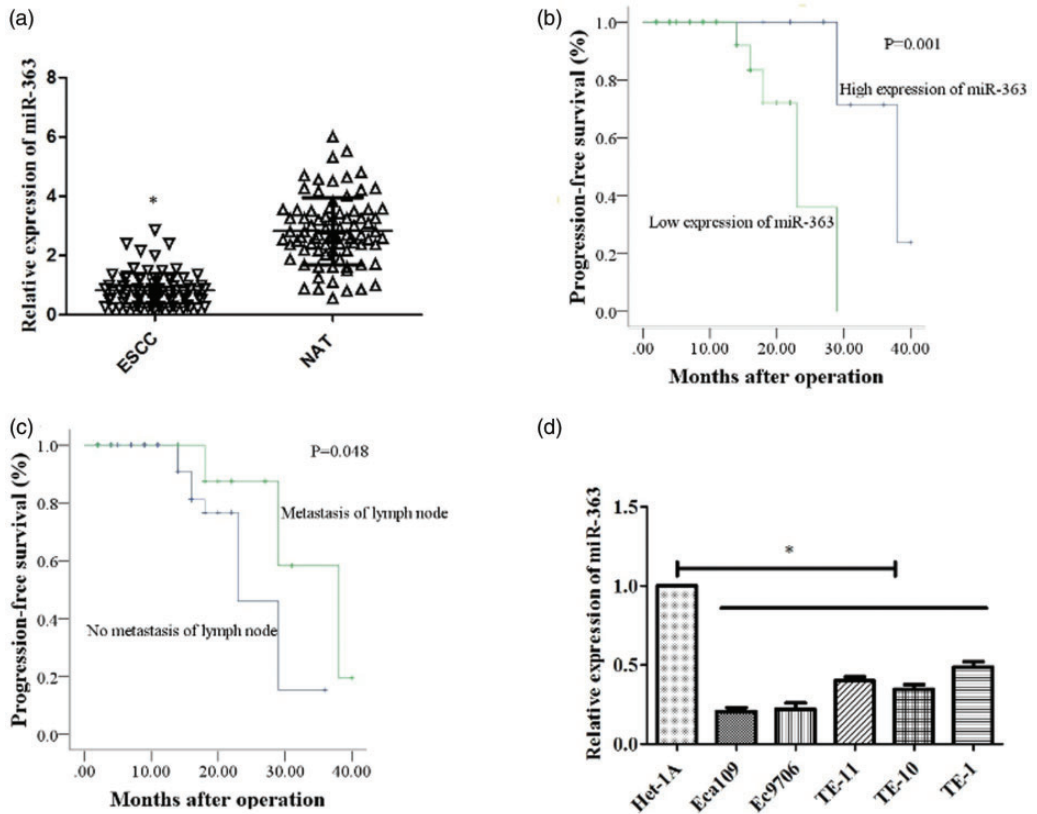 (a)
Relative expression of miR-363
8
6
4
2
0
*
ESCC
NAT
(b)
Progression-free survival (%)
1.0
0.8
0.6
0.4
0.2
0.0
P=0.001
High expression of miR-363
Low expression of miR-363
.00 10.00 20.00 30.00 40.00
Months after operation
(c)
Progression-free survival (%)
1.0
0.8
0.6
0.4
0.2
0.0
P=0.048
Metastasis of lymph node
No metastasis of lymph node
.00 10.00 20.00 30.00 40.00
Months after operation
(d)
Relative expression of miR-363
1.5
1.0
0.5
0.0
*
Het-1A
Eca109
Ec9706
TE-11
TE-10
TE-1